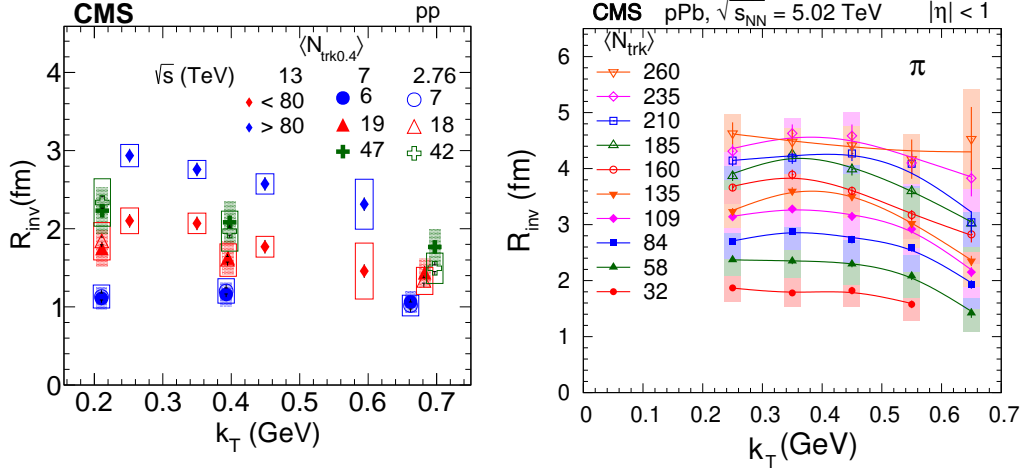 CMS pp
⟨N_trk0.4⟩
√s (TeV) 13 7 2.76
< 80 6 7
> 80 19 18
47 42
R_inv (fm)
4
3
2
1
0
0.2 0.3 0.4 0.5 0.6 0.7
k_T (GeV)
CMS pPb, √s_NN = 5.02 TeV |η| < 1
⟨N_trk⟩
π
260
235
210
185
160
135
109
84
58
32
R_inv (fm)
6
5
4
3
2
1
0
0 0.1 0.2 0.3 0.4 0.5 0.6 0.7
k_T (GeV)